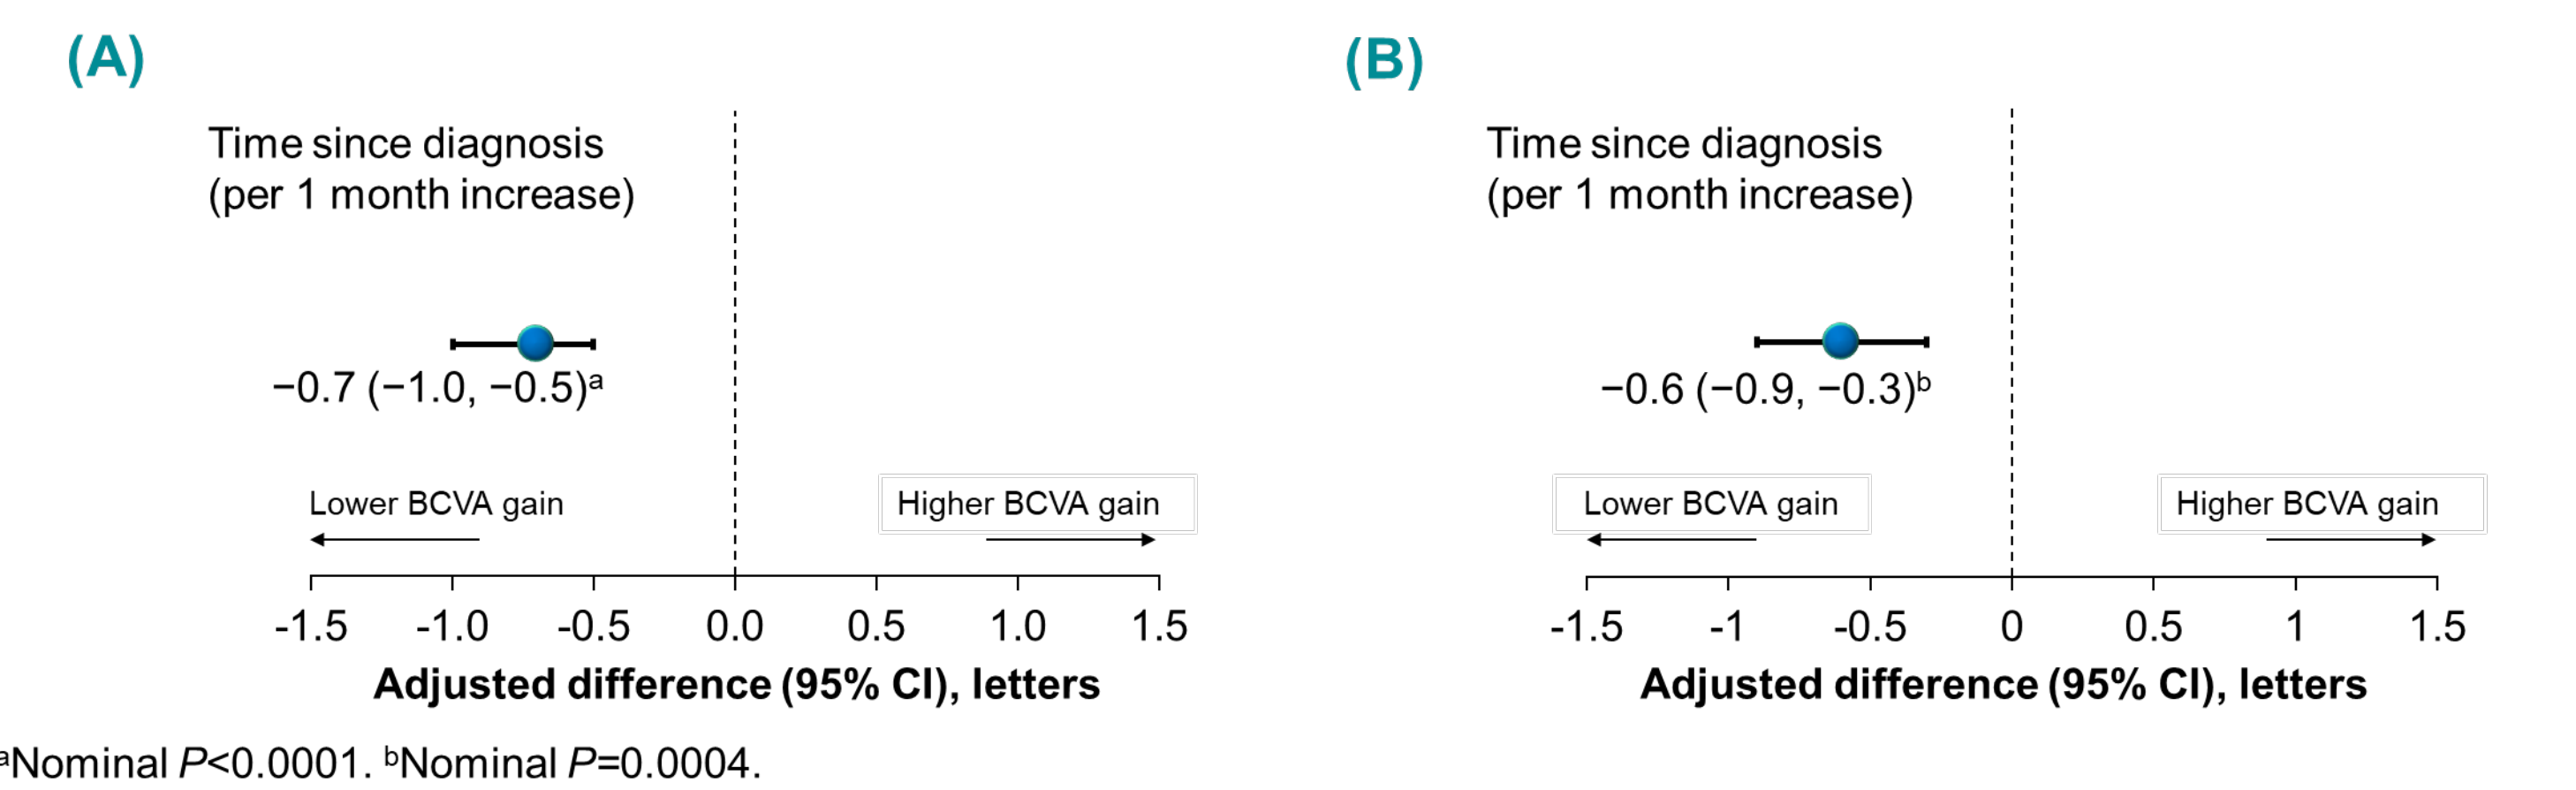 (A)
Time since diagnosis
(per 1 month increase)
−0.7 (−1.0, −0.5)ᵃ
Lower BCVA gain
Higher BCVA gain
-1.5 -1.0 -0.5 0.0 0.5 1.0 1.5
Adjusted difference (95% CI), letters
(B)
Time since diagnosis
(per 1 month increase)
−0.6 (−0.9, −0.3)ᵇ
Lower BCVA gain
Higher BCVA gain
-1.5 -1 -0.5 0 0.5 1 1.5
Adjusted difference (95% CI), letters
ᵃNominal P<0.0001. ᵇNominal P=0.0004.